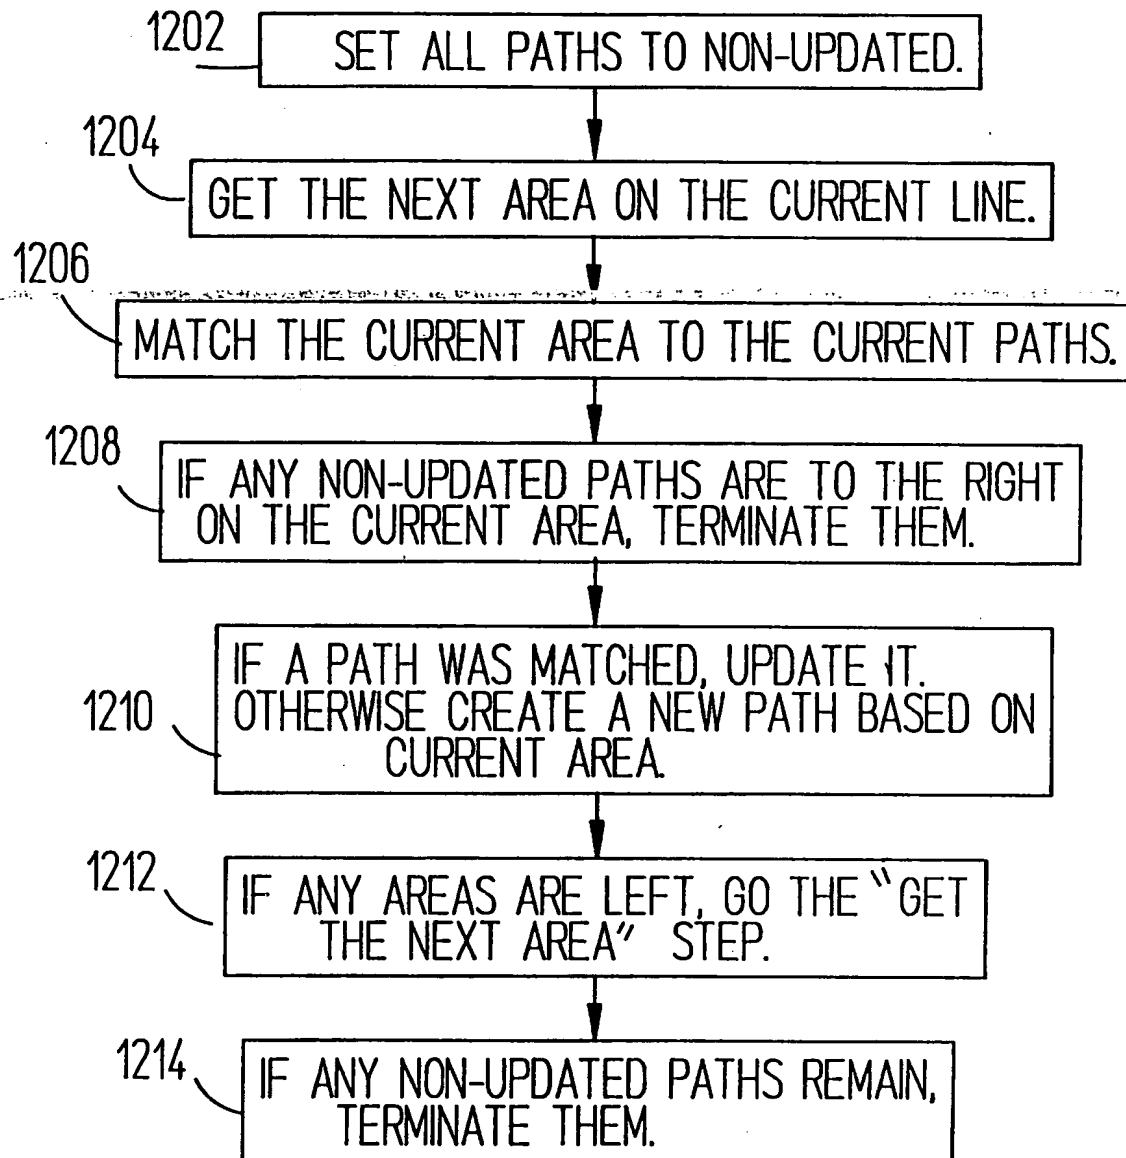 1202
SET ALL PATHS TO NON-UPDATED.
1204
GET THE NEXT AREA ON THE CURRENT LINE.
1206
MATCH THE CURRENT AREA TO THE CURRENT PATHS.
1208
IF ANY NON-UPDATED PATHS ARE TO THE RIGHT
ON THE CURRENT AREA, TERMINATE THEM.
1210
IF A PATH WAS MATCHED, UPDATE IT.
OTHERWISE CREATE A NEW PATH BASED ON
CURRENT AREA.
1212
IF ANY AREAS ARE LEFT, GO THE "GET
THE NEXT AREA" STEP.
1214
IF ANY NON-UPDATED PATHS REMAIN,
TERMINATE THEM.